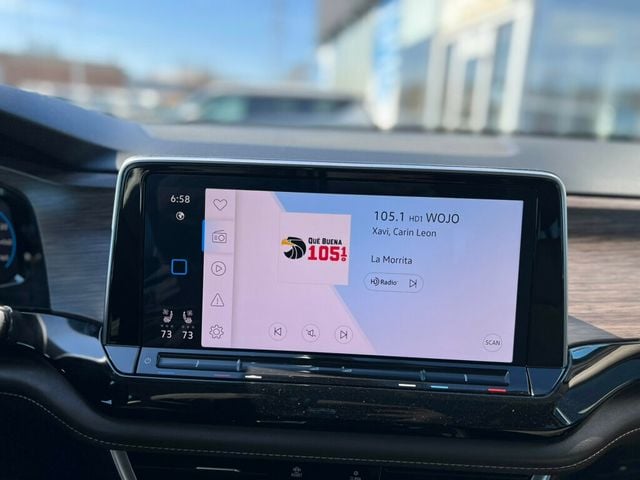 6:58
105.1 HD1 WOJO
Xavi, Carin Leon
QUÉ BUENA
105.1
La Morrita
HD Radio
73 73
SCAN